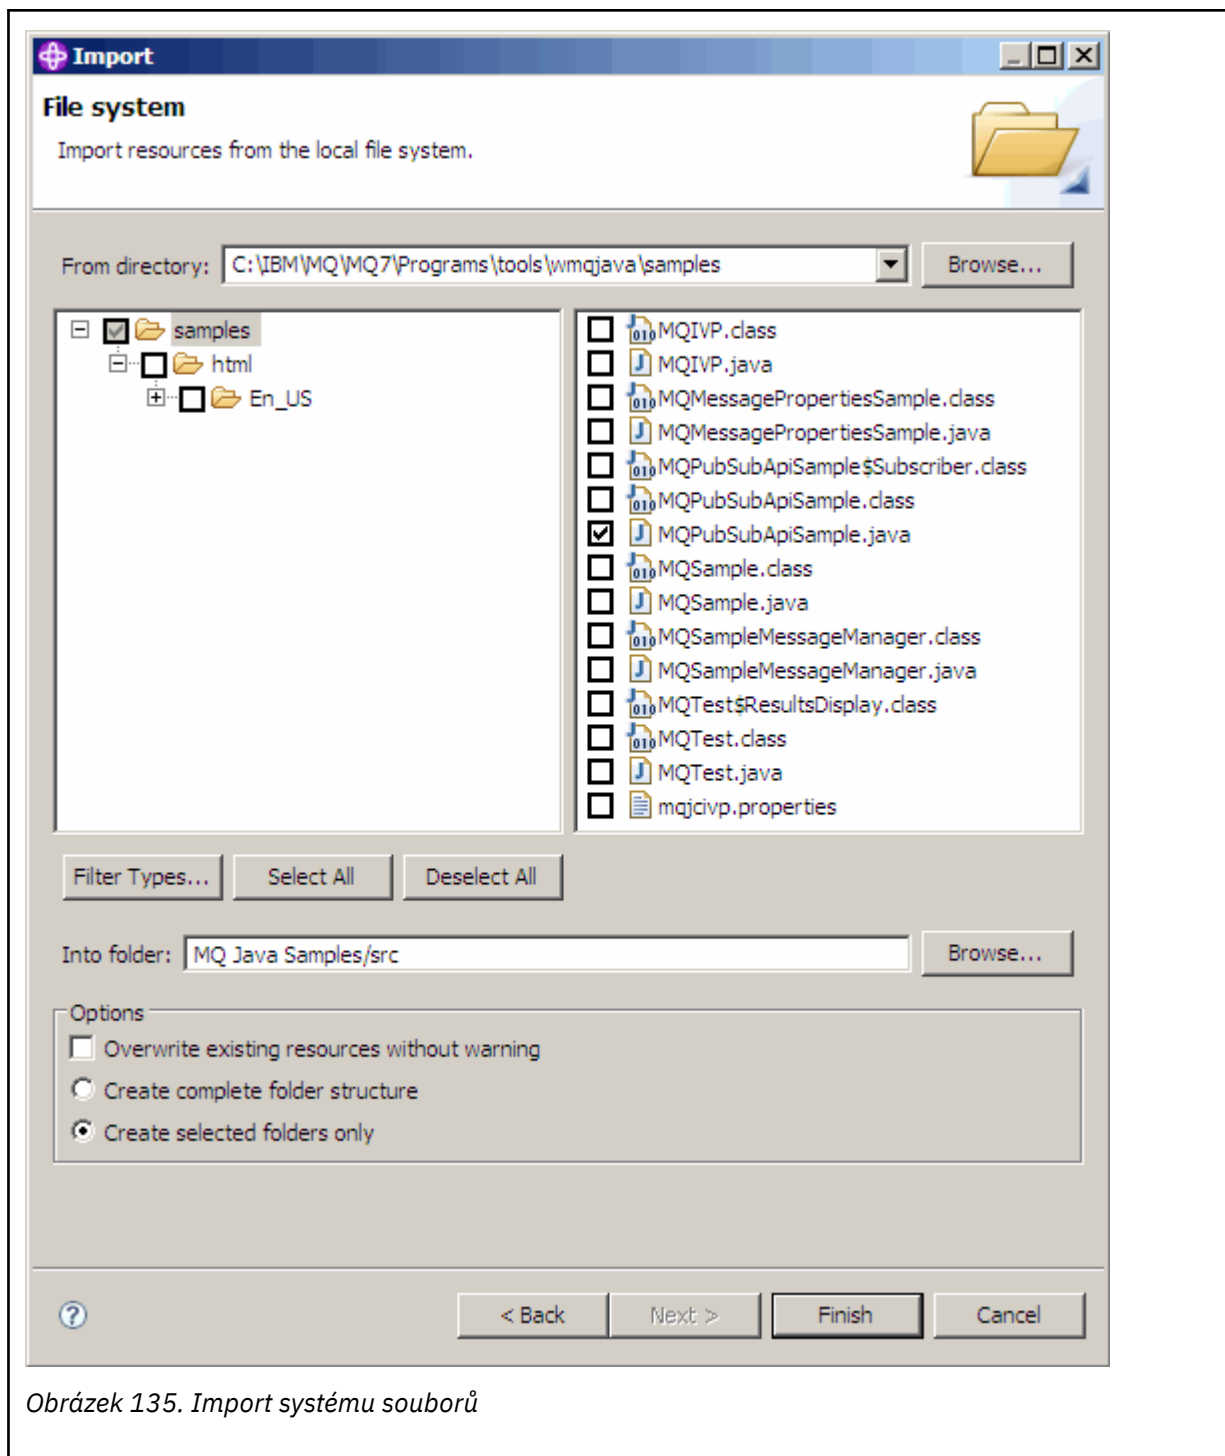 Import
File system
Import resources from the local file system.
From directory: C:\IBM\MQ\MQ7\Programs\tools\wmqjava\samples Browse...
samples
html
En_US
MQIVP.class
MQIVP.java
MQMessagePropertiesSample.class
MQMessagePropertiesSample.java
MQPubSubApiSample$Subscriber.class
MQPubSubApiSample.class
MQPubSubApiSample.java
MQSample.class
MQSample.java
MQSampleMessageManager.class
MQSampleMessageManager.java
MQTest$ResultsDisplay.class
MQTest.class
MQTest.java
mqjcivp.properties
Filter Types... Select All Deselect All
Into folder: MQ Java Samples/src Browse...
Options
Overwrite existing resources without warning
Create complete folder structure
Create selected folders only
? < Back Next > Finish Cancel
Obrázek 135. Import systému souborů